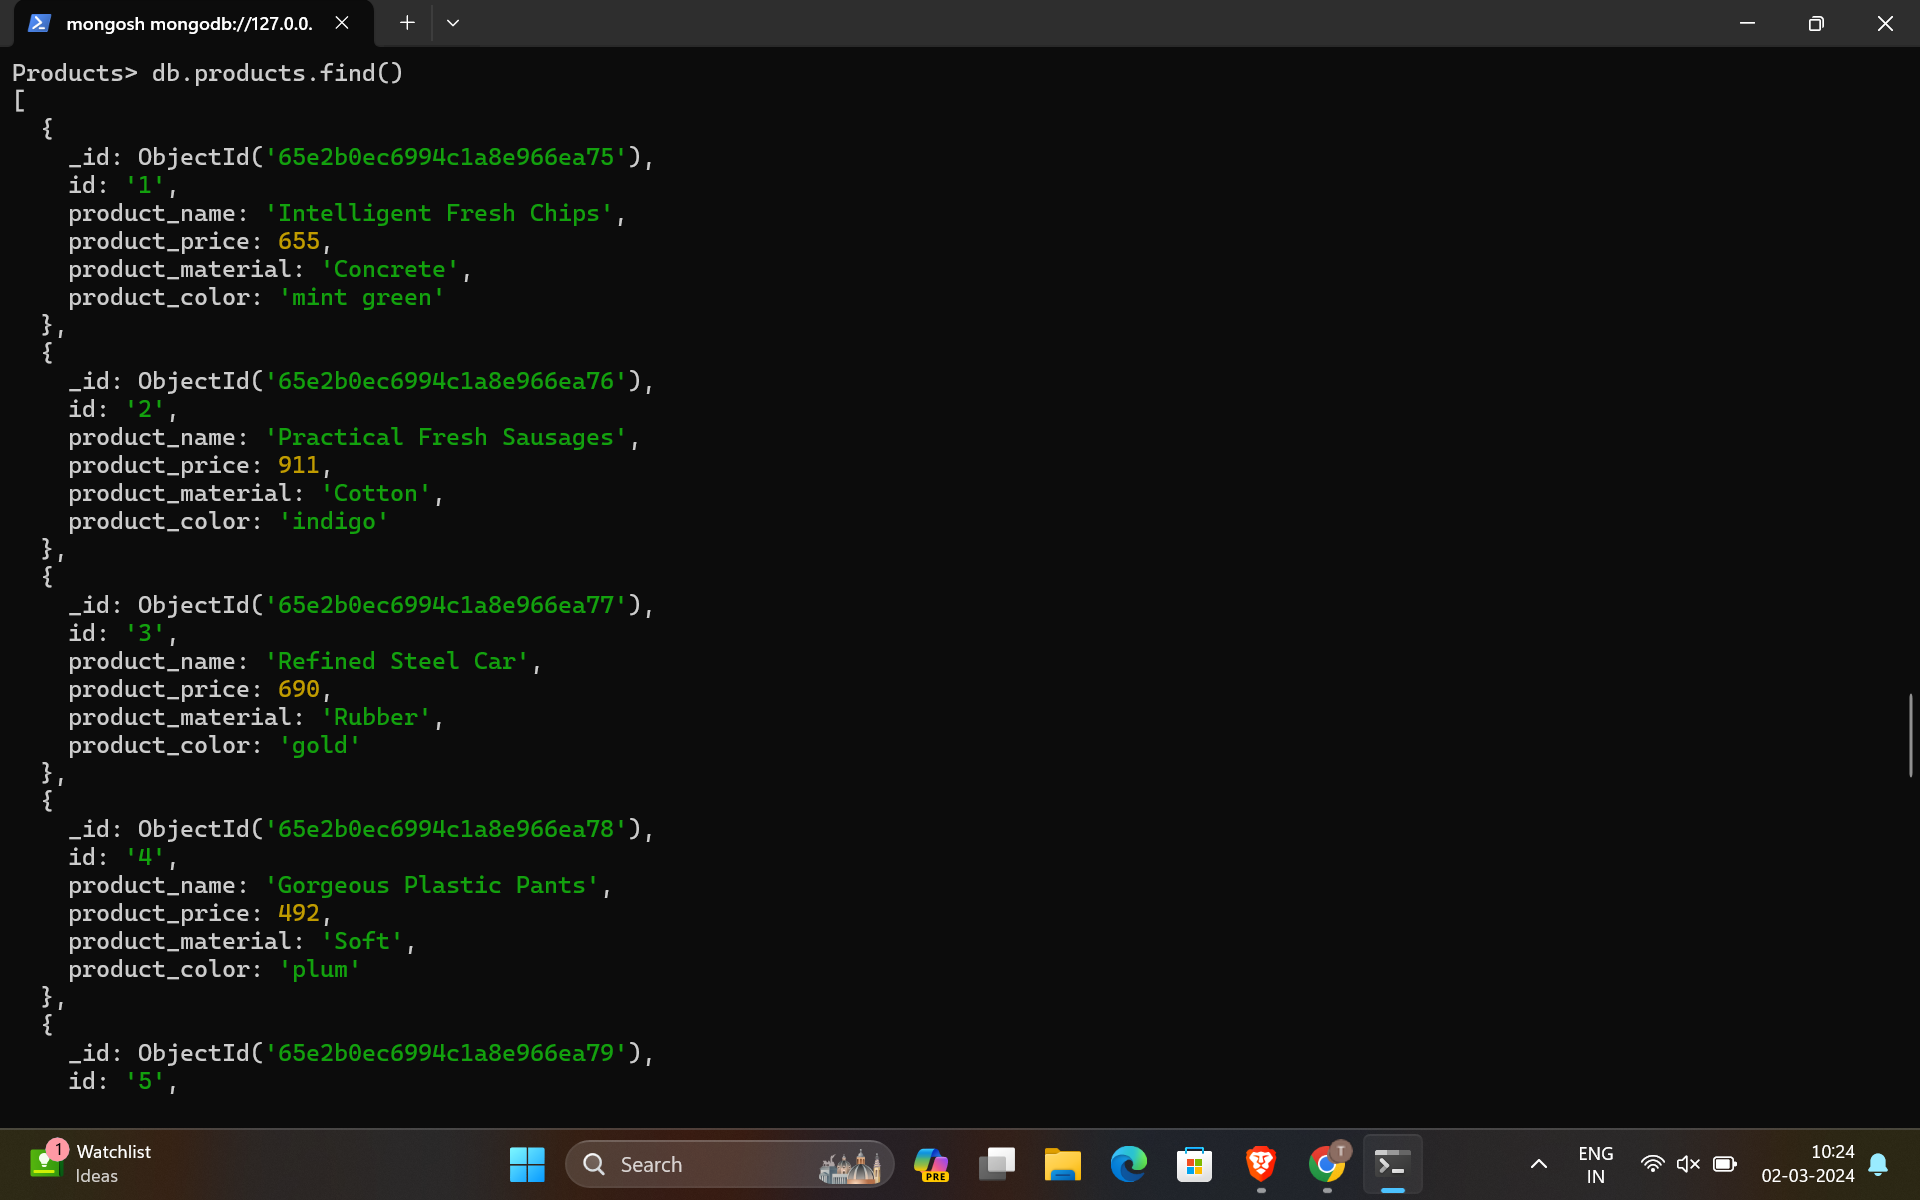 mongosh mongodb://127.0.0.
Products> db.products.find()
[
  {
    _id: ObjectId('65e2b0ec6994c1a8e966ea75'),
    id: '1',
    product_name: 'Intelligent Fresh Chips',
    product_price: 655,
    product_material: 'Concrete',
    product_color: 'mint green'
  },
  {
    _id: ObjectId('65e2b0ec6994c1a8e966ea76'),
    id: '2',
    product_name: 'Practical Fresh Sausages',
    product_price: 911,
    product_material: 'Cotton',
    product_color: 'indigo'
  },
  {
    _id: ObjectId('65e2b0ec6994c1a8e966ea77'),
    id: '3',
    product_name: 'Refined Steel Car',
    product_price: 690,
    product_material: 'Rubber',
    product_color: 'gold'
  },
  {
    _id: ObjectId('65e2b0ec6994c1a8e966ea78'),
    id: '4',
    product_name: 'Gorgeous Plastic Pants',
    product_price: 492,
    product_material: 'Soft',
    product_color: 'plum'
  },
  {
    _id: ObjectId('65e2b0ec6994c1a8e966ea79'),
    id: '5',
1
Watchlist
Ideas
Search
PRE
T
ENG
IN
10:24
02-03-2024